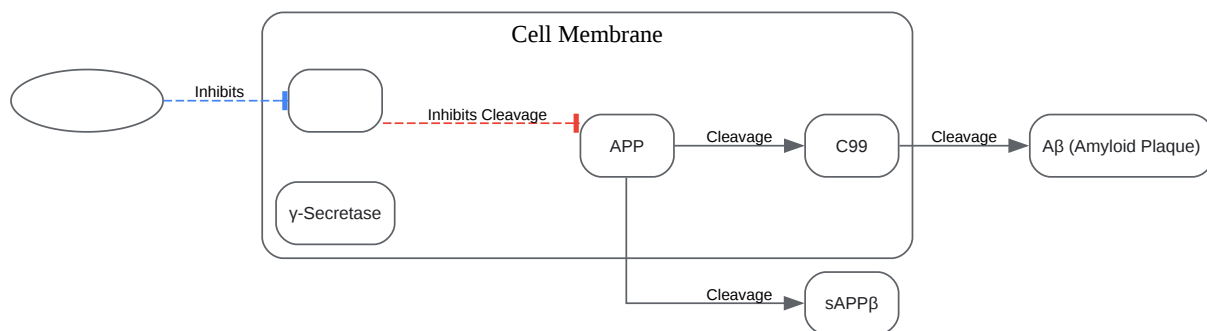 Cell Membrane
Inhibits
Inhibits Cleavage
APP
Cleavage
C99
Cleavage
Aβ (Amyloid Plaque)
γ-Secretase
Cleavage
sAPPβ